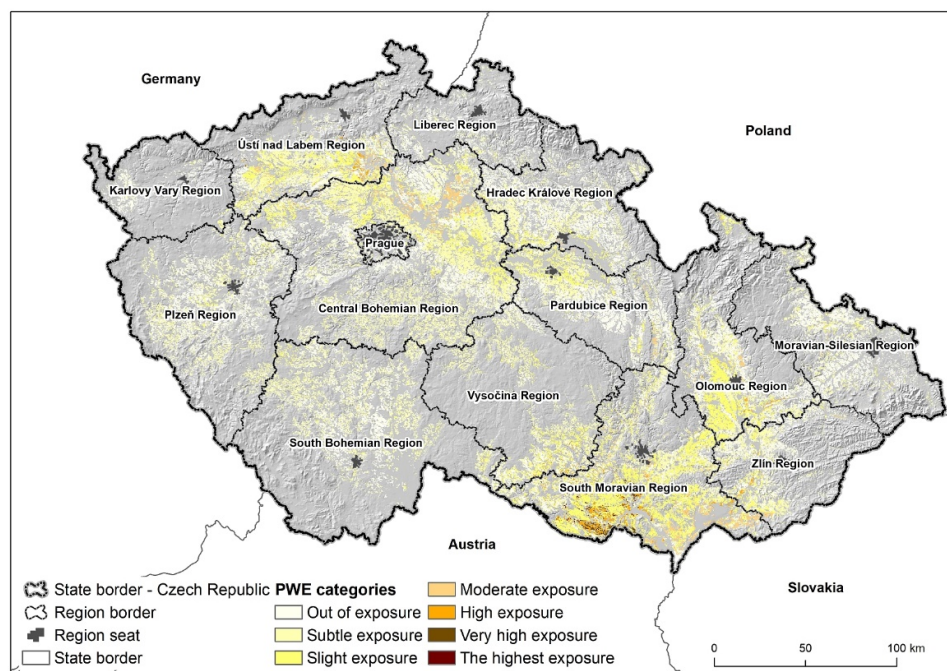 Germany
Poland
Liberec Region
Ústí nad Labem Region
Karlovy Vary Region
Hradec Králové Region
Prague
Plzeň Region
Central Bohemian Region
Pardubice Region
Moravian-Silesian Region
Olomouc Region
Vysočina Region
South Bohemian Region
Zlín Region
South Moravian Region
Austria
Slovakia
State border - Czech Republic
Region border
Region seat
State border
PWE categories
Out of exposure
Subtle exposure
Slight exposure
Moderate exposure
High exposure
Very high exposure
The highest exposure
0 50 100 km